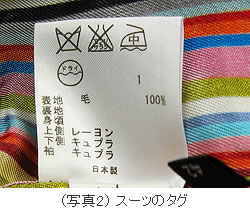 ドライ
1
表地 毛 100%
裏地
身頃
上側 レーヨン
下側 キュプラ
袖 キュプラ
日本製
(写真2) スーツのタグ